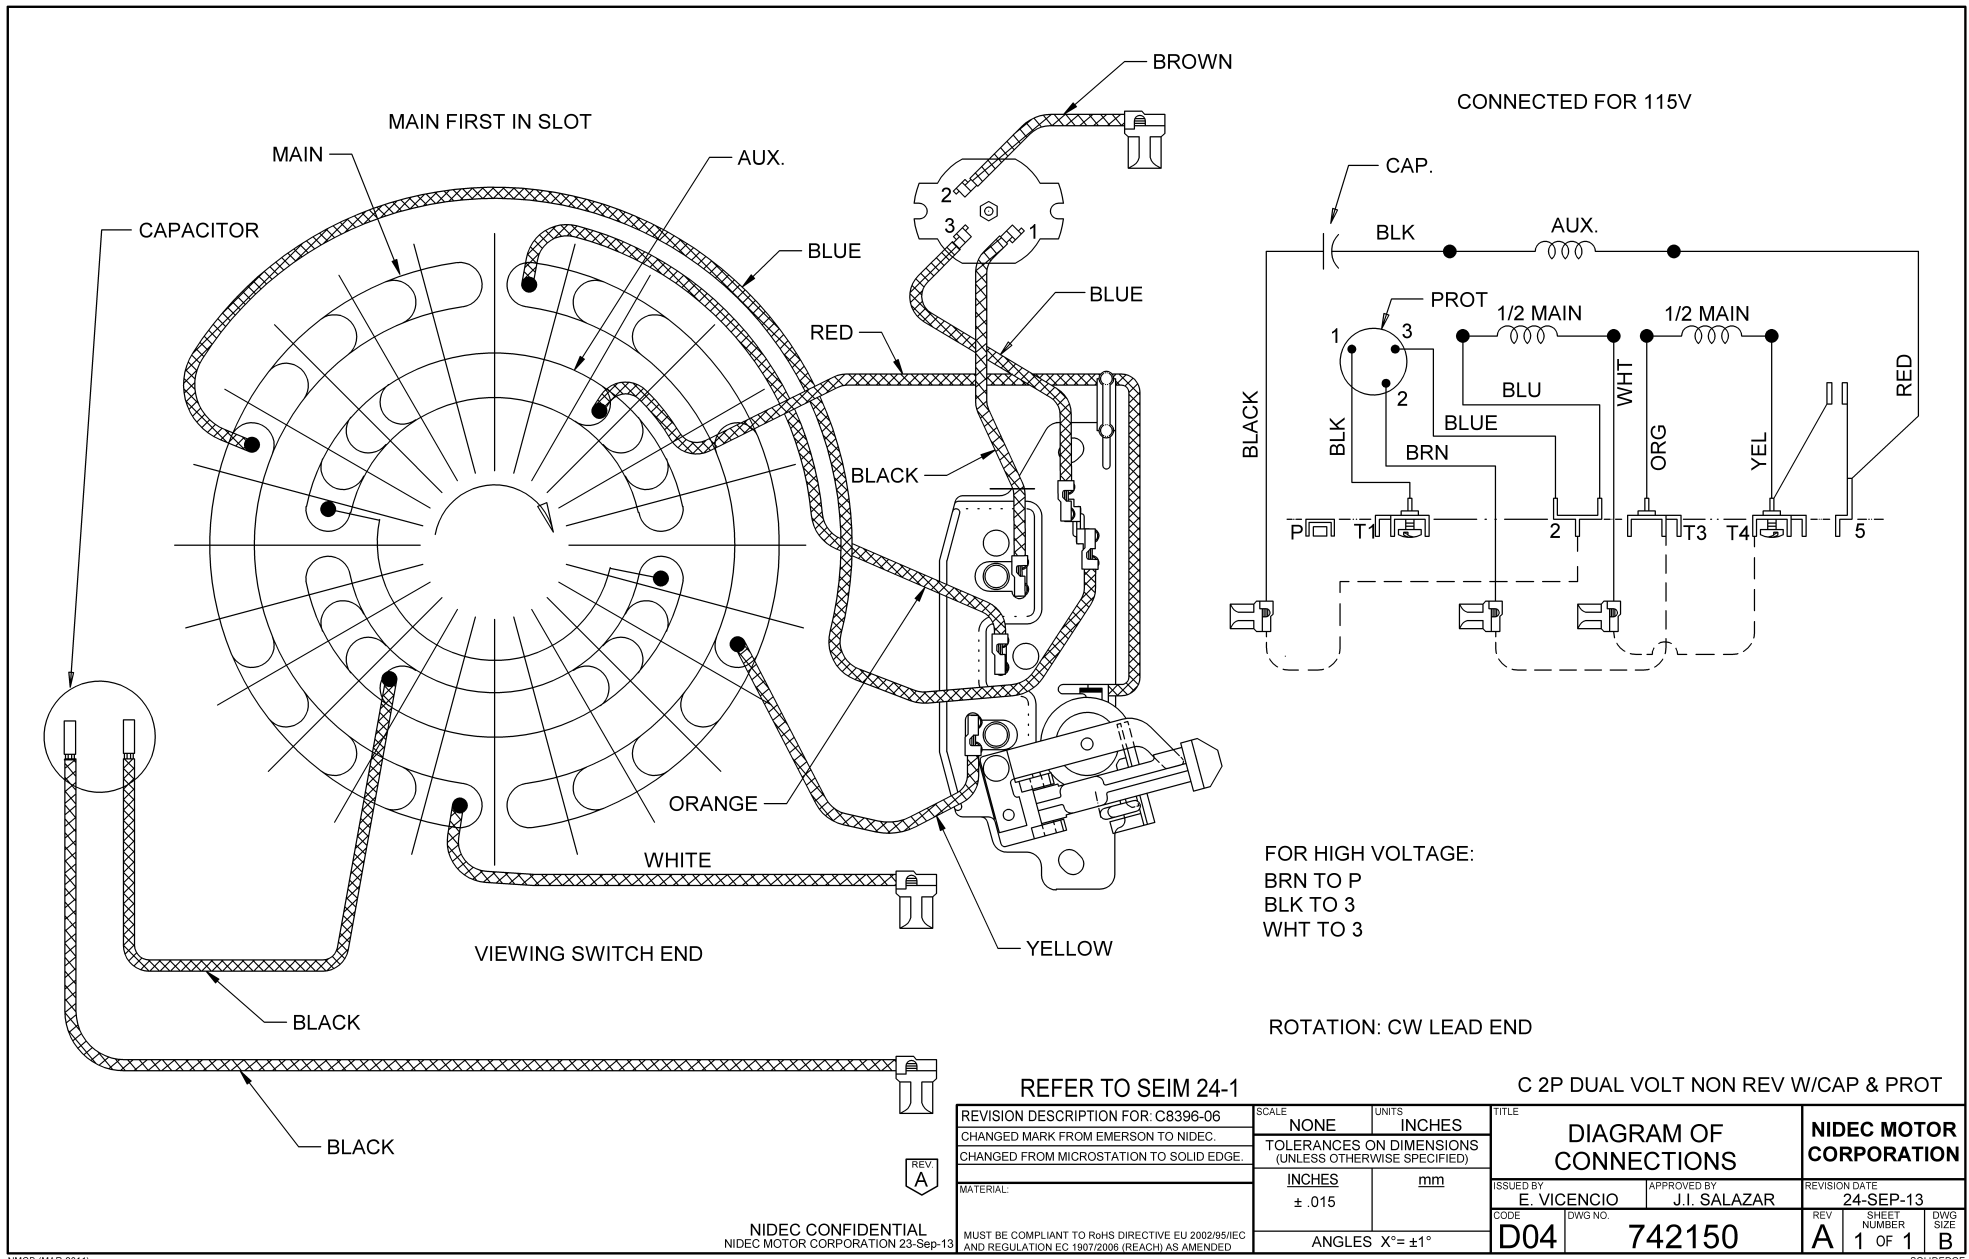 BROWN
CONNECTED FOR 115V
MAIN FIRST IN SLOT
MAIN
AUX.
CAP.
CAPACITOR
BLUE
2
3
1
BLUE
RED
BLACK
BLK
AUX.
PROT
1/2 MAIN
1/2 MAIN
1
3
2
BLACK
BLK
BLU
BLUE
BRN
WHT
ORG
YEL
RED
P
T1
2
T3
T4
5
ORANGE
WHITE
YELLOW
VIEWING SWITCH END
BLACK
BLACK
FOR HIGH VOLTAGE:
BRN TO P
BLK TO 3
WHT TO 3
ROTATION: CW LEAD END
REFER TO SEIM 24-1
C 2P DUAL VOLT NON REV W/CAP & PROT
REVISION DESCRIPTION FOR: C8396-06
CHANGED MARK FROM EMERSON TO NIDEC.
CHANGED FROM MICROSTATION TO SOLID EDGE.
MATERIAL:
MUST BE COMPLIANT TO RoHS DIRECTIVE EU 2002/95/IEC
AND REGULATION EC 1907/2006 (REACH) AS AMENDED
REV.
A
NIDEC CONFIDENTIAL
NIDEC MOTOR CORPORATION 23-Sep-13
SCALE
NONE
UNITS
INCHES
TOLERANCES ON DIMENSIONS
(UNLESS OTHERWISE SPECIFIED)
INCHES
mm
± .015
ANGLES X°= ±1°
TITLE
DIAGRAM OF
CONNECTIONS
NIDEC MOTOR
CORPORATION
ISSUED BY
E. VICENCIO
APPROVED BY
J.I. SALAZAR
REVISION DATE
24-SEP-13
CODE
D04
DWG NO.
742150
REV
A
SHEET
NUMBER
1 OF 1
DWG
SIZE
B